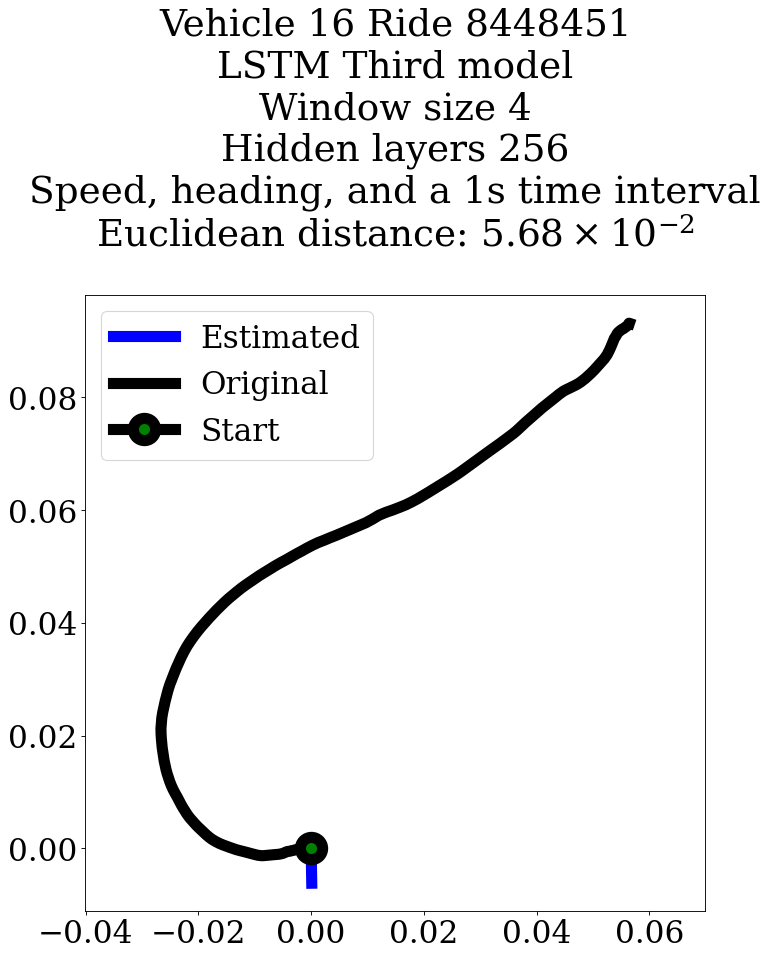 Vehicle 16 Ride 8448451
LSTM Third model
Window size 4
Hidden layers 256
Speed, heading, and a 1s time interval
Euclidean distance: 5.68 × 10⁻²
Estimated
Original
Start
0.08
0.06
0.04
0.02
0.00
−0.04 −0.02 0.00 0.02 0.04 0.06